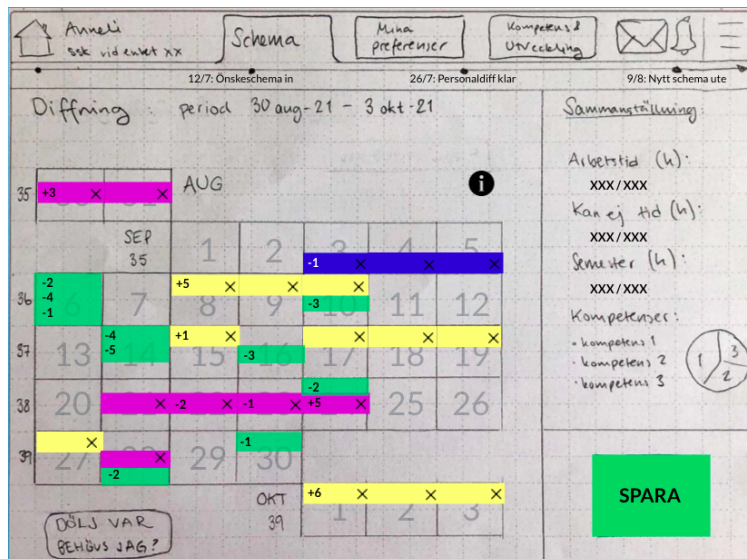 Anneli
ssk vid enhet xx
Schema
Mina
preferenser
Kompetens &
Utveckling
12/7: Önskeschema in
26/7: Personaldiff klar
9/8: Nytt schema ute
Diffning: period 30 aug-21 - 3 okt-21
Sammanställning:
Arbetstid (h):
XXX/XXX
Kan ej tid (h):
XXX/XXX
Semester (h):
XXX/XXX
Kompetenser:
• kompetens 1
• kompetens 2
• kompetens 3
1 3
2
SPARA
35 +3 × × AUG
i
SEP
35 1 2 3 4 5
-1 × × ×
36 -2 +5 × × ×
-4 6 7 8 9 10 11 12
-1 -3
37 -4 +1 × × × ×
13 -5 14 15 -3 16 17 18 19
38 -2
20 × -2 × -1 × +5 × 25 26
39 × -1
27 × 29 30
-2
OKT +6 × × ×
39 1 2 3
DÖLJ VAR
BEHÖVS JAG?